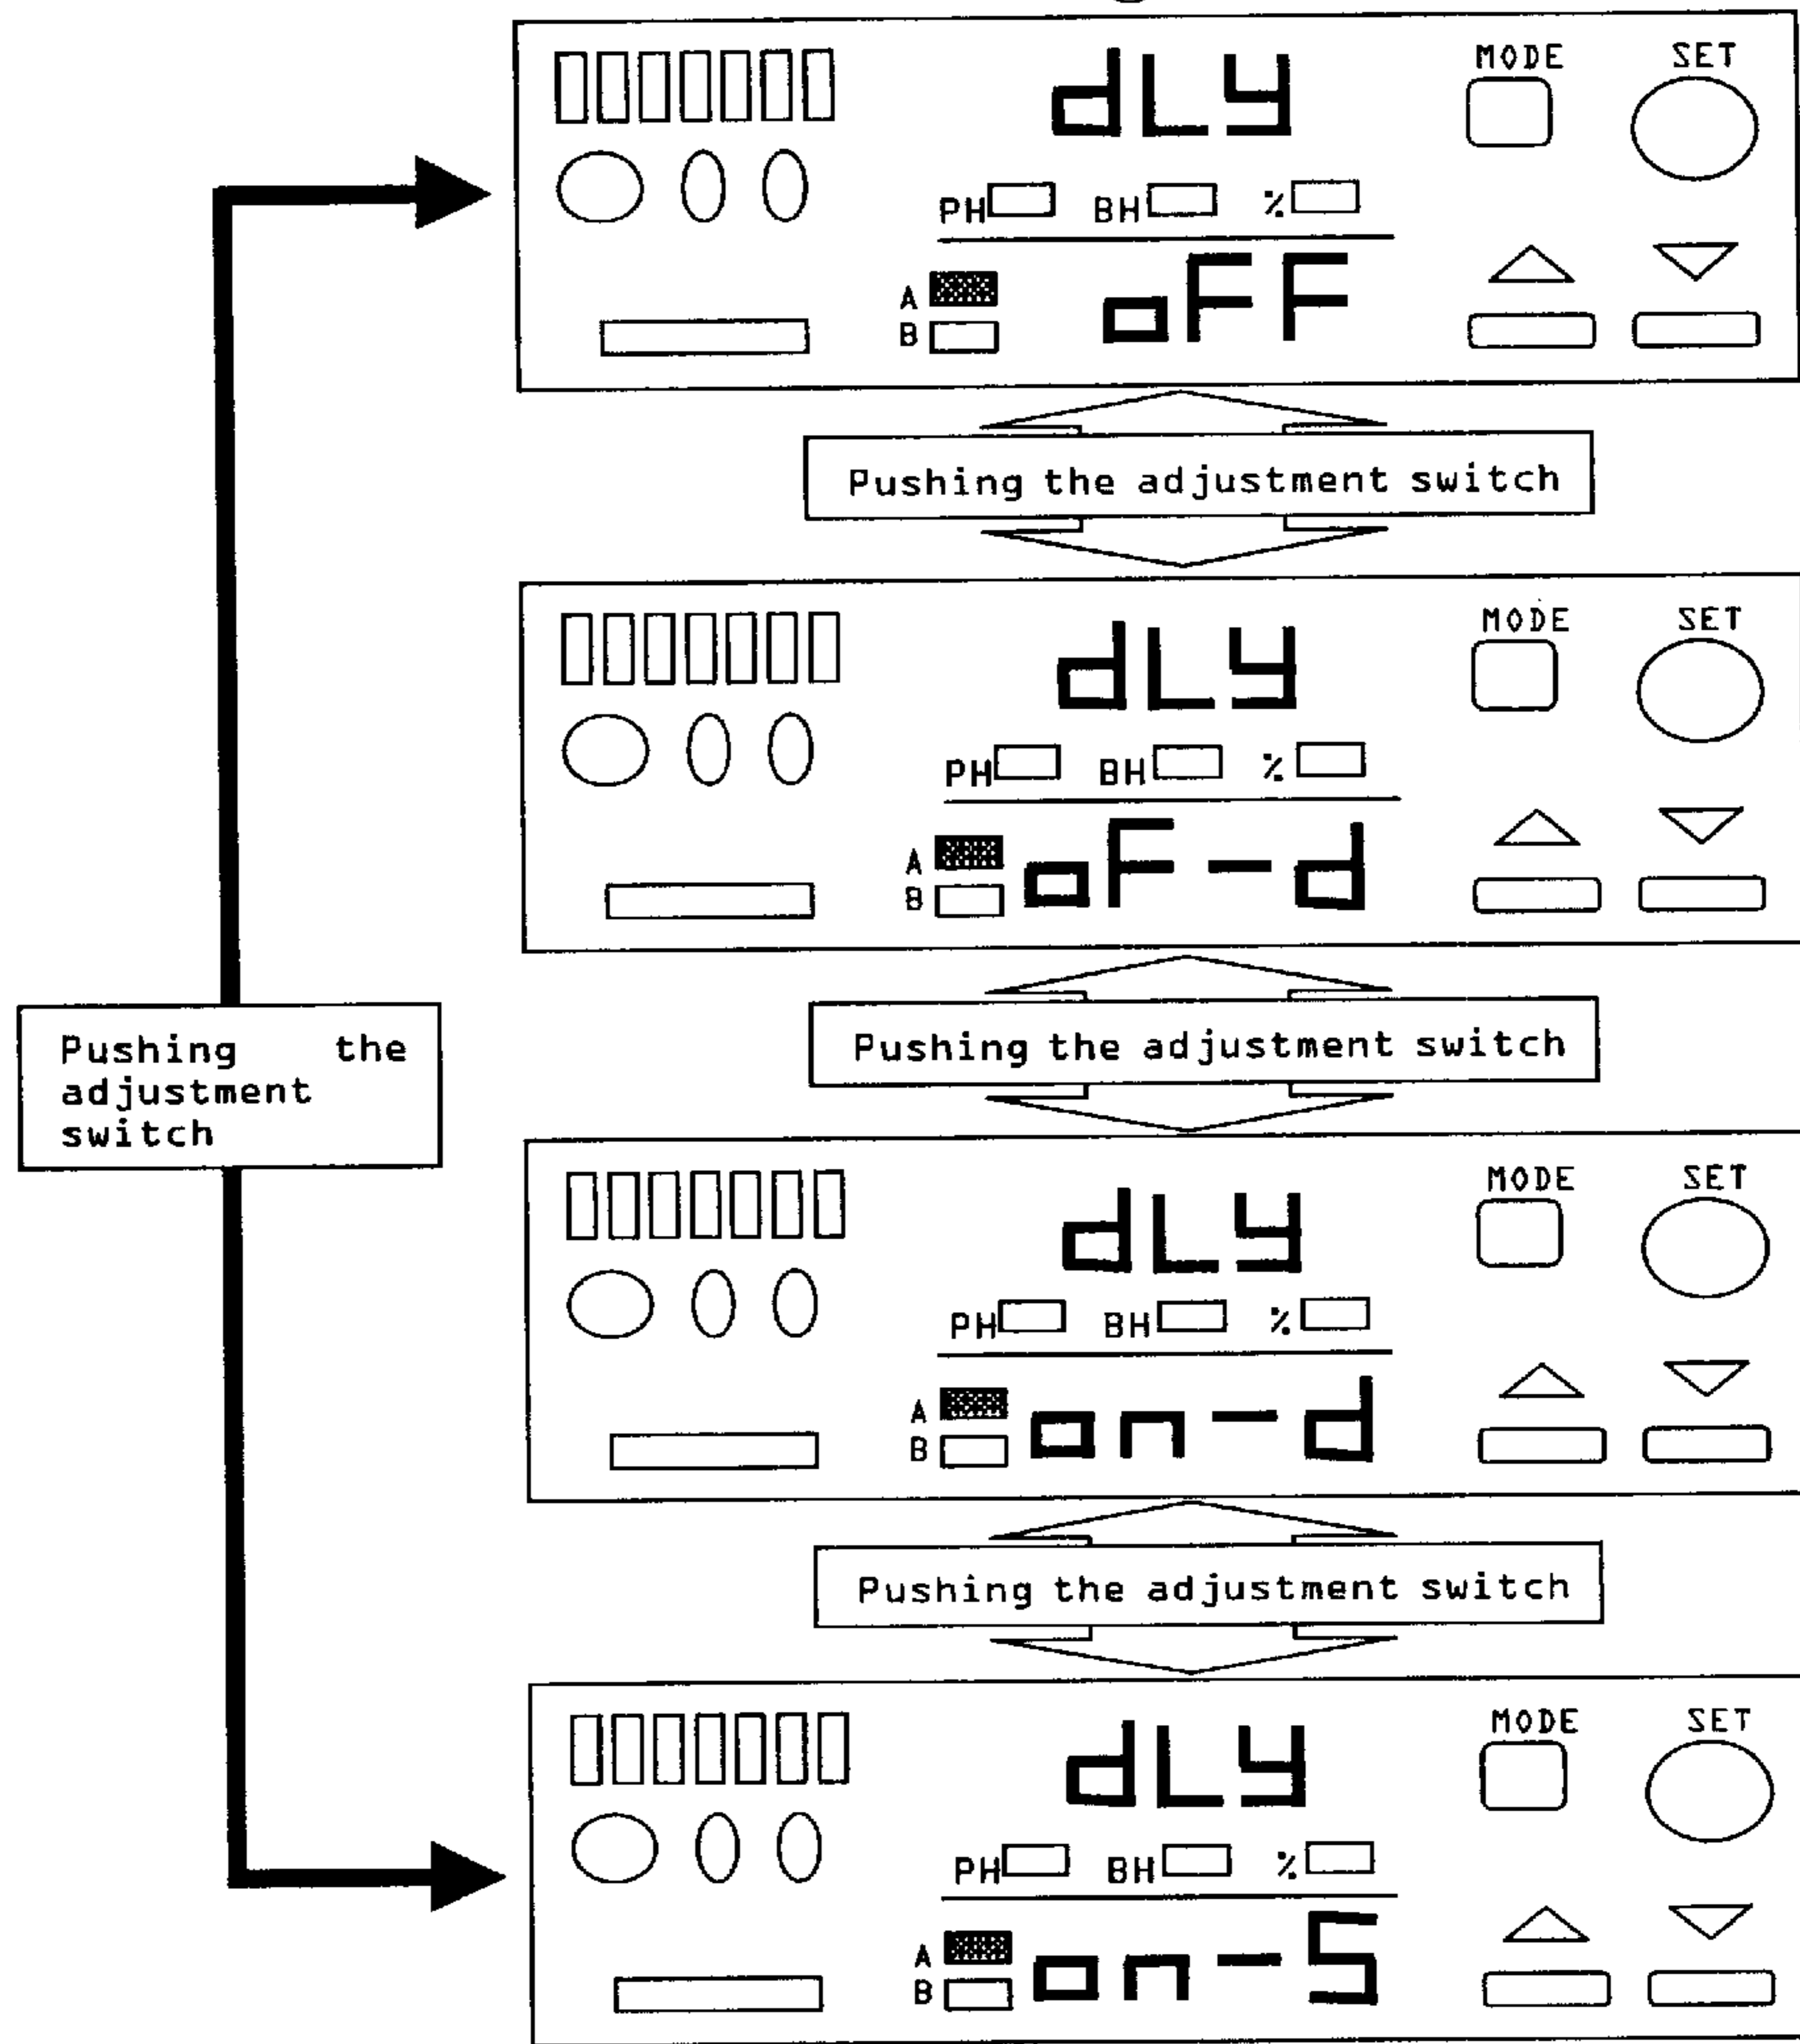 dLy MODE SET
PH BH %
A oFF
B
Pushing the adjustment switch
dLy MODE SET
PH BH %
A oF-d
B
Pushing the adjustment switch
Pushing the
adjustment
switch
dLy MODE SET
PH BH %
A on-d
B
Pushing the adjustment switch
dLy MODE SET
PH BH %
A on-S
B